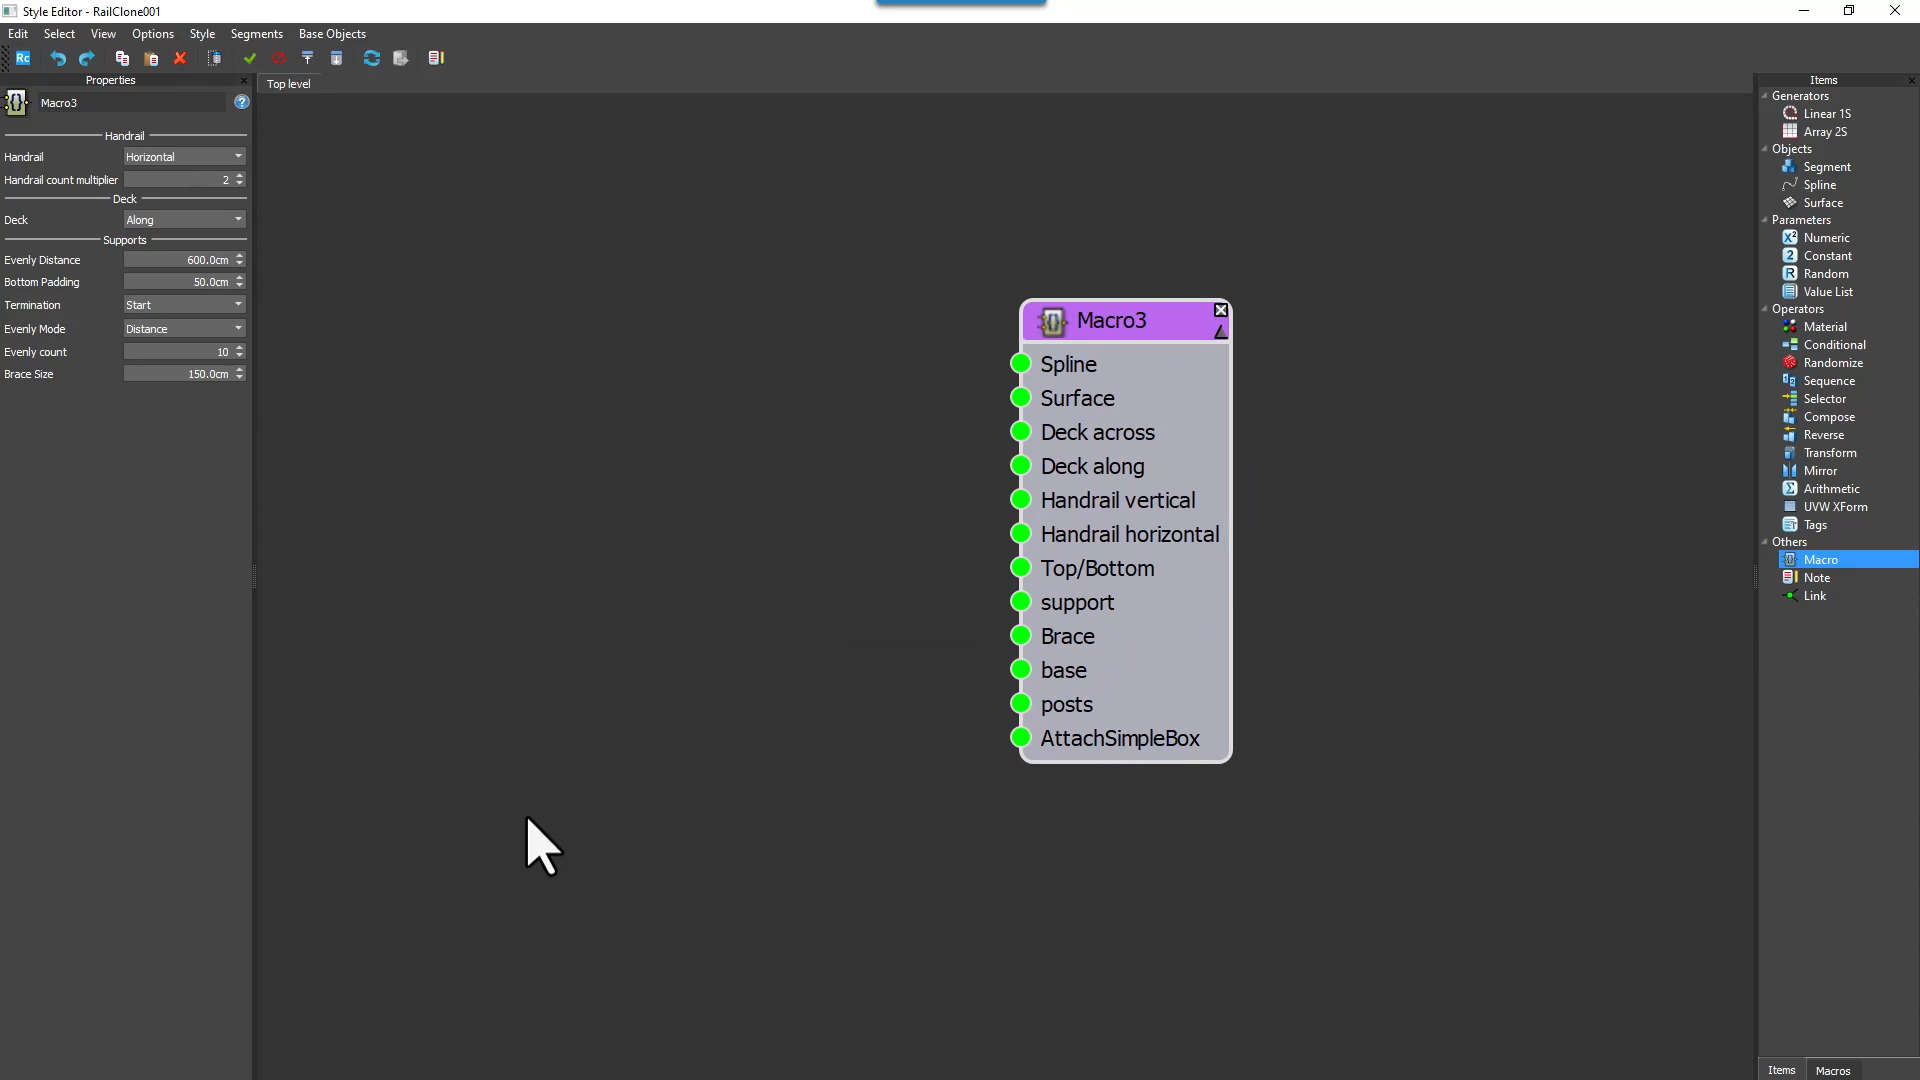 Style Editor - RailClone001
Edit Select View Options Style Segments Base Objects
Rc
Properties
Macro3
?
Handrail
Handrail Horizontal
Handrail count multiplier 2
Deck
Deck Along
Supports
Evenly Distance 600.0cm
Bottom Padding 50.0cm
Termination Start
Evenly Mode Distance
Evenly count 10
Brace Size 150.0cm
Top level
Macro3
Spline
Surface
Deck across
Deck along
Handrail vertical
Handrail horizontal
Top/Bottom
support
Brace
base
posts
AttachSimpleBox
Items
Generators
Linear 1S
Array 2S
Objects
Segment
Spline
Surface
Parameters
Numeric
Constant
Random
Value List
Operators
Material
Conditional
Randomize
Sequence
Selector
Compose
Reverse
Transform
Mirror
Arithmetic
UVW XForm
Tags
Others
Macro
Note
Link
Items Macros